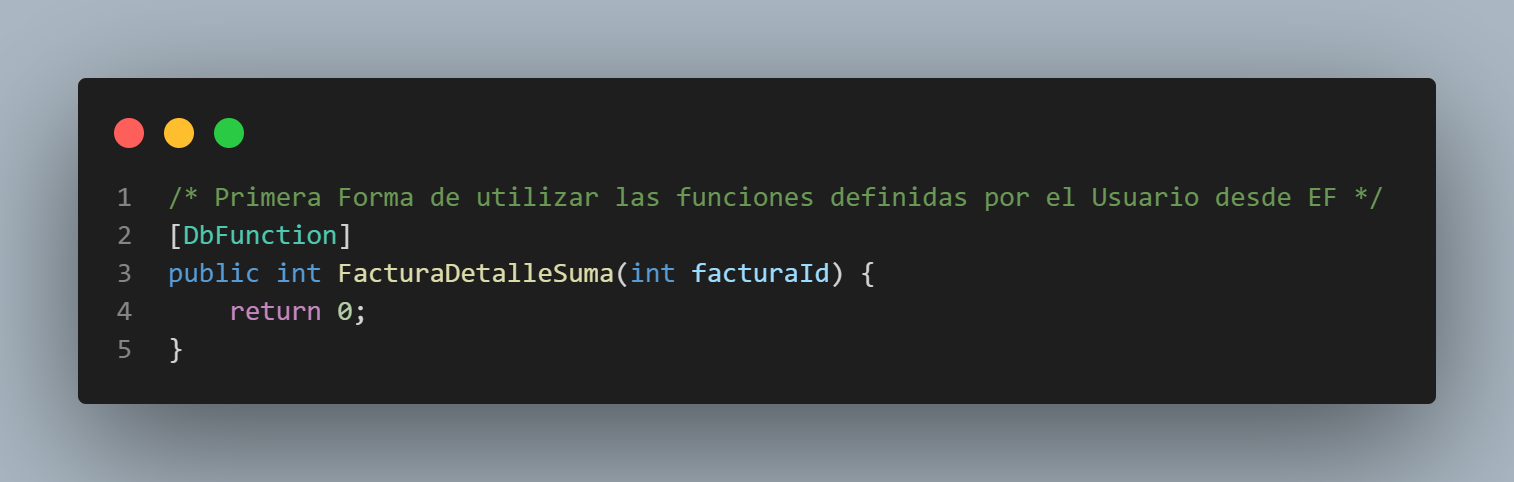 1 /* Primera Forma de utilizar las funciones definidas por el Usuario desde EF */
2 [DbFunction]
3 public int FacturaDetalleSuma(int facturaId) {
4     return 0;
5 }